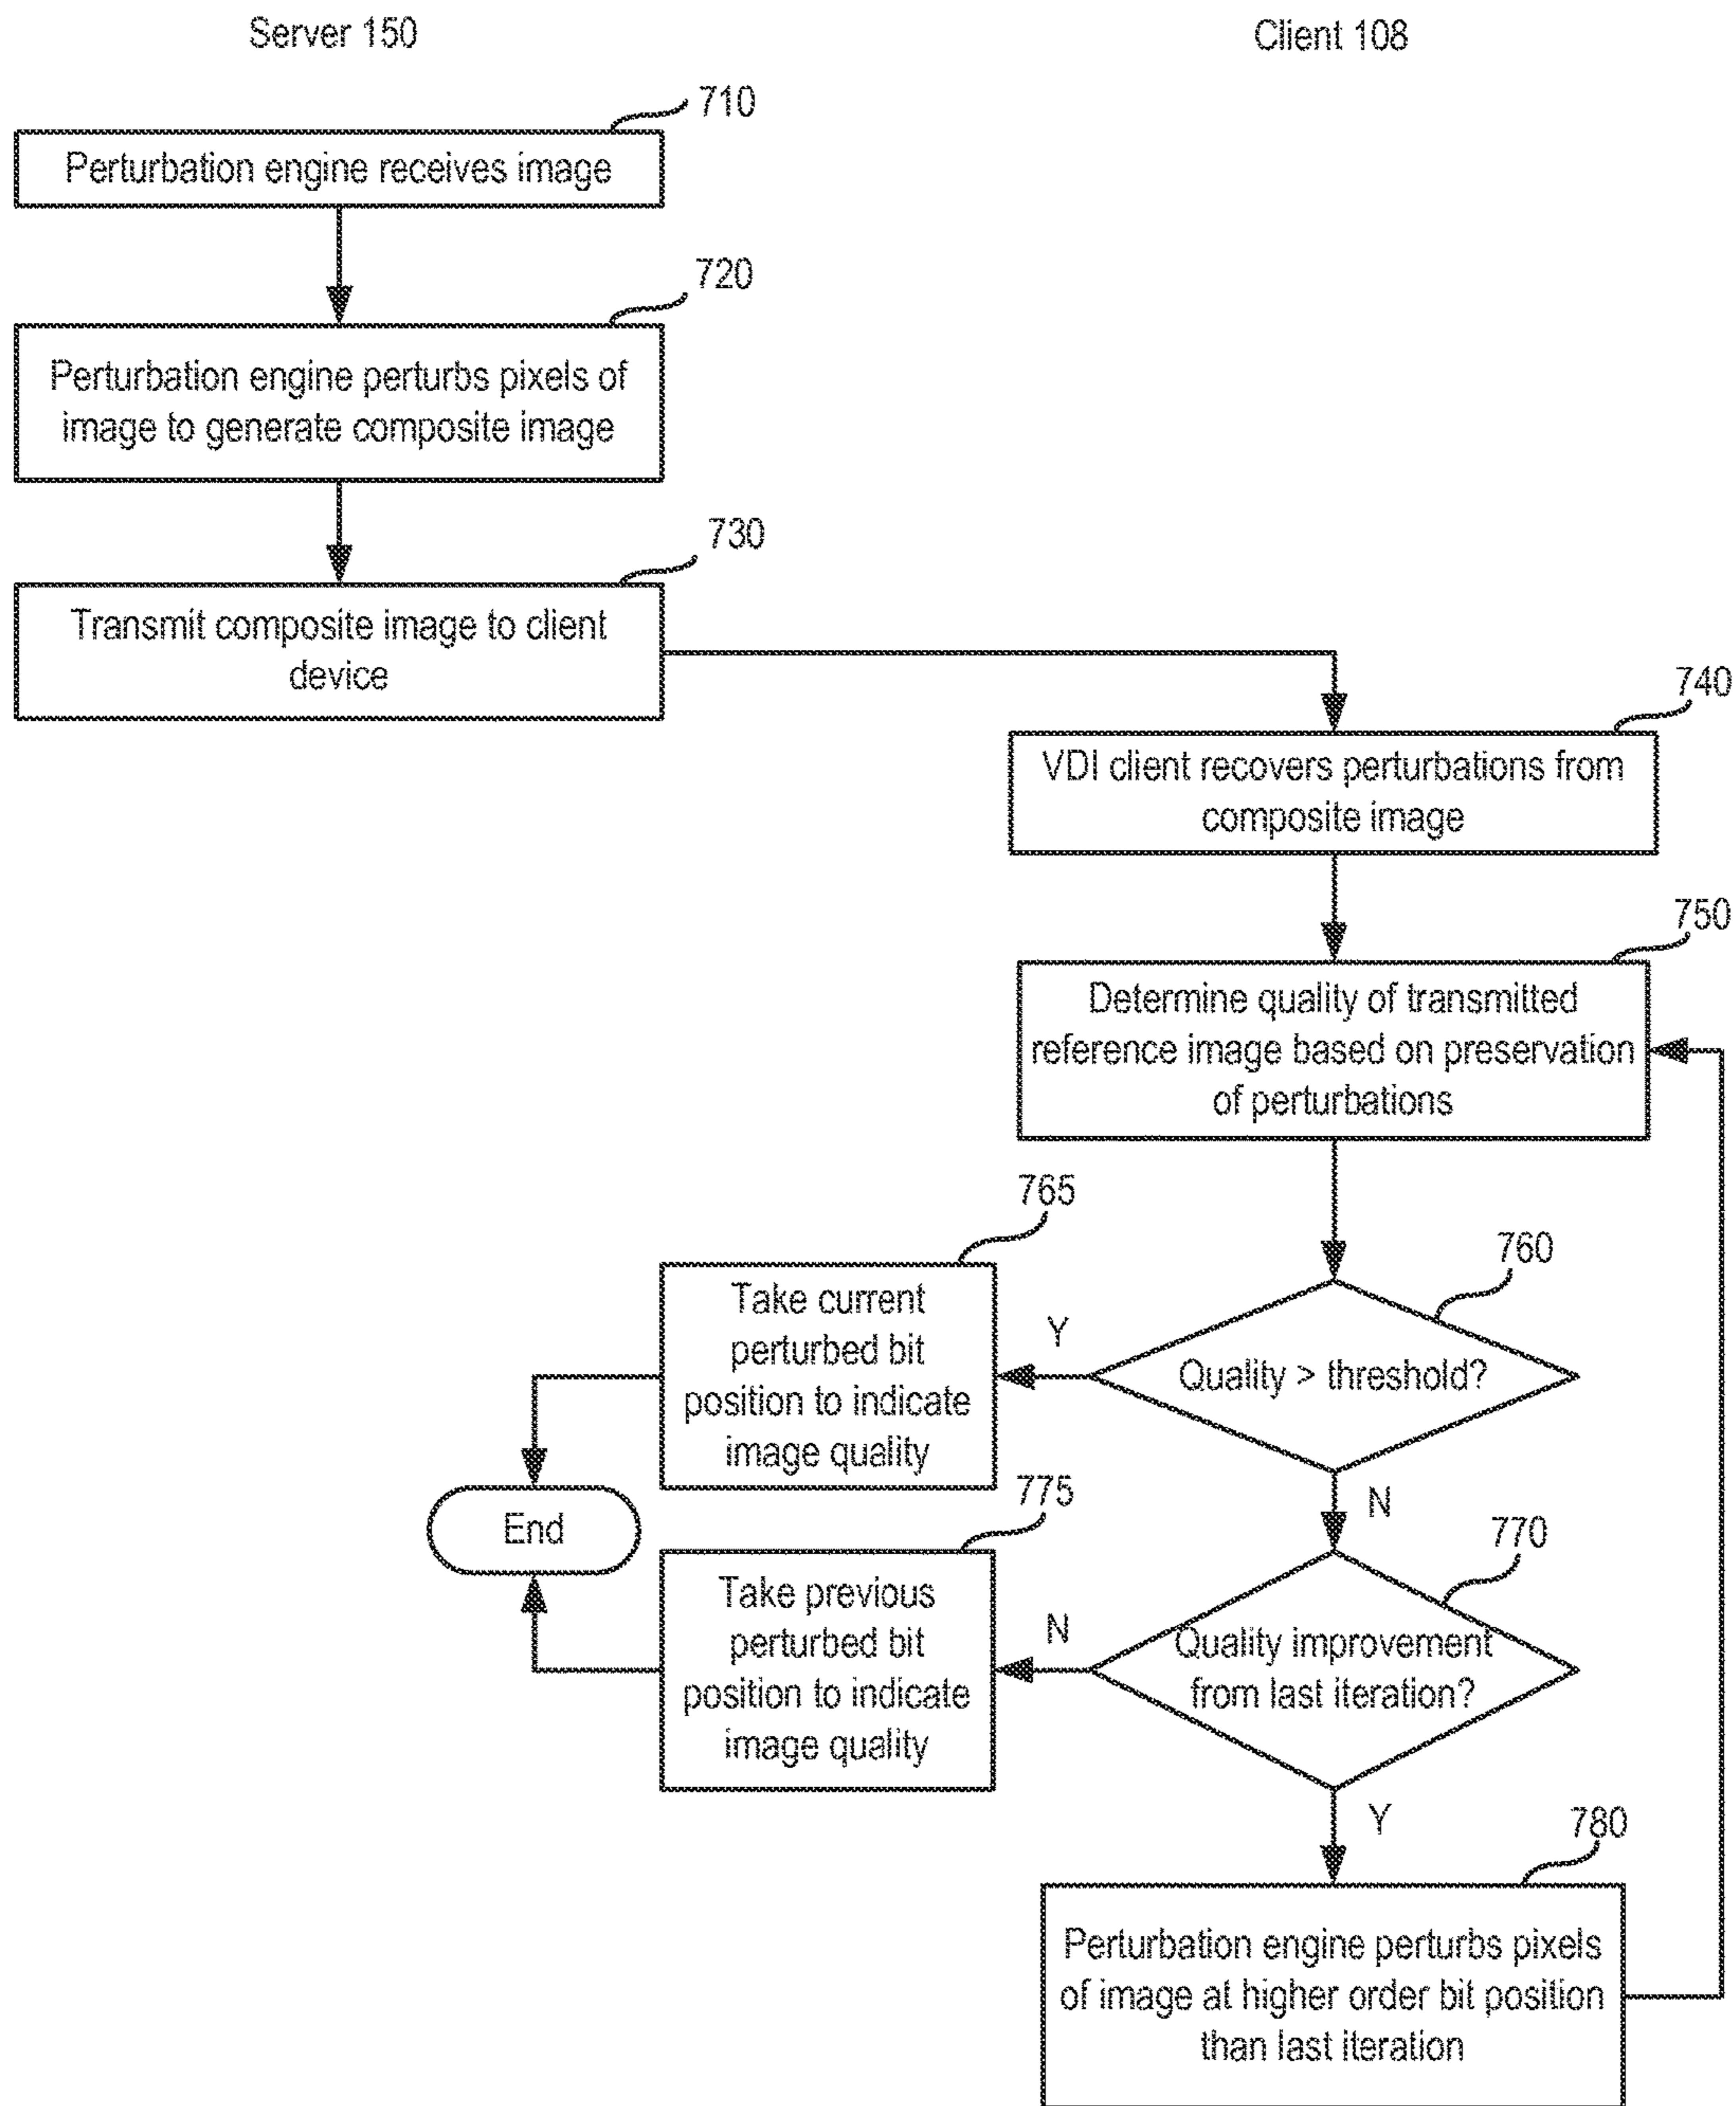 Server 150
Client 108
710
Perturbation engine receives image
720
Perturbation engine perturbs pixels of
image to generate composite image
730
Transmit composite image to client
device
740
VDI client recovers perturbations from
composite image
750
Determine quality of transmitted
reference image based on preservation
of perturbations
765
Take current
perturbed bit
position to indicate
image quality
Y
760
Quality > threshold?
N
End
775
Take previous
perturbed bit
position to indicate
image quality
N
770
Quality improvement
from last iteration?
Y
780
Perturbation engine perturbs pixels
of image at higher order bit position
than last iteration